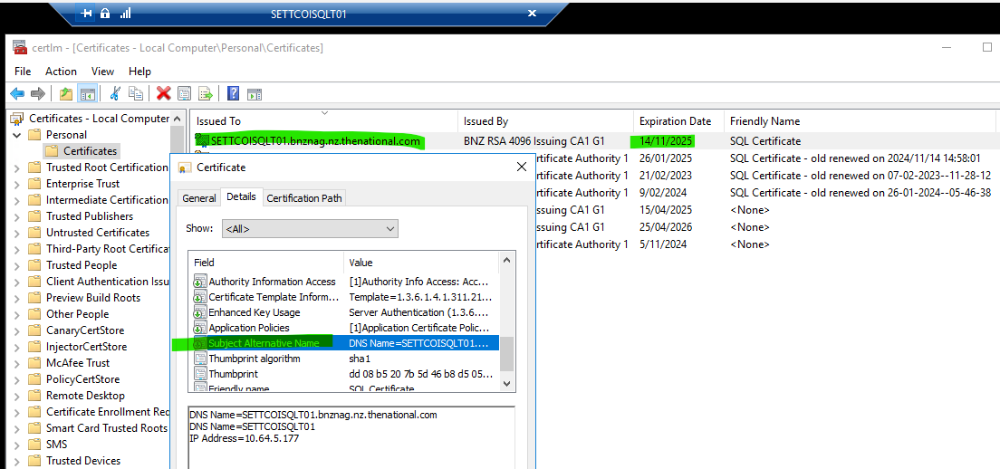 SETTCOISQLT01
certlm - [Certificates - Local Computer\Personal\Certificates]
File Action View Help
Certificates - Local Computer
Personal
Certificates
Trusted Root Certification
Enterprise Trust
Intermediate Certification
Trusted Publishers
Untrusted Certificates
Third-Party Root Certifica
Trusted People
Client Authentication Issu
Preview Build Roots
Other People
CanaryCertStore
InjectorCertStore
McAfee Trust
PolicyCertStore
Remote Desktop
Certificate Enrollment Rec
Smart Card Trusted Roots
SMS
Trusted Devices
Issued To Issued By Expiration Date Friendly Name
SETTCOISQLT01.bnznag.nz.thenational.com BNZ RSA 4096 Issuing CA1 G1 14/11/2025 SQL Certificate
rtificate Authority 1 26/01/2025 SQL Certificate - old renewed on 2024/11/14 14:58:01
rtificate Authority 1 21/02/2023 SQL Certificate - old renewed on 07-02-2023--11-28-12
rtificate Authority 1 9/02/2024 SQL Certificate - old renewed on 26-01-2024--05-46-38
ssuing CA1 G1 15/04/2025 <None>
ssuing CA1 G1 25/04/2026 <None>
rtificate Authority 1 5/11/2024 <None>
Certificate
General Details Certification Path
Show: <All>
Field Value
Authority Information Access [1]Authority Info Access: Acc...
Certificate Template Inform... Template=1.3.6.1.4.1.311.21...
Enhanced Key Usage Server Authentication (1.3.6....
Application Policies [1]Application Certificate Polic...
Subject Alternative Name DNS Name=SETTCOISQLT01....
Thumbprint algorithm sha1
Thumbprint dd 08 b5 20 7b 5d 46 b8 d5 05...
Friendly name SQL Certificate
DNS Name=SETTCOISQLT01.bnznag.nz.thenational.com
DNS Name=SETTCOISQLT01
IP Address=10.64.5.177